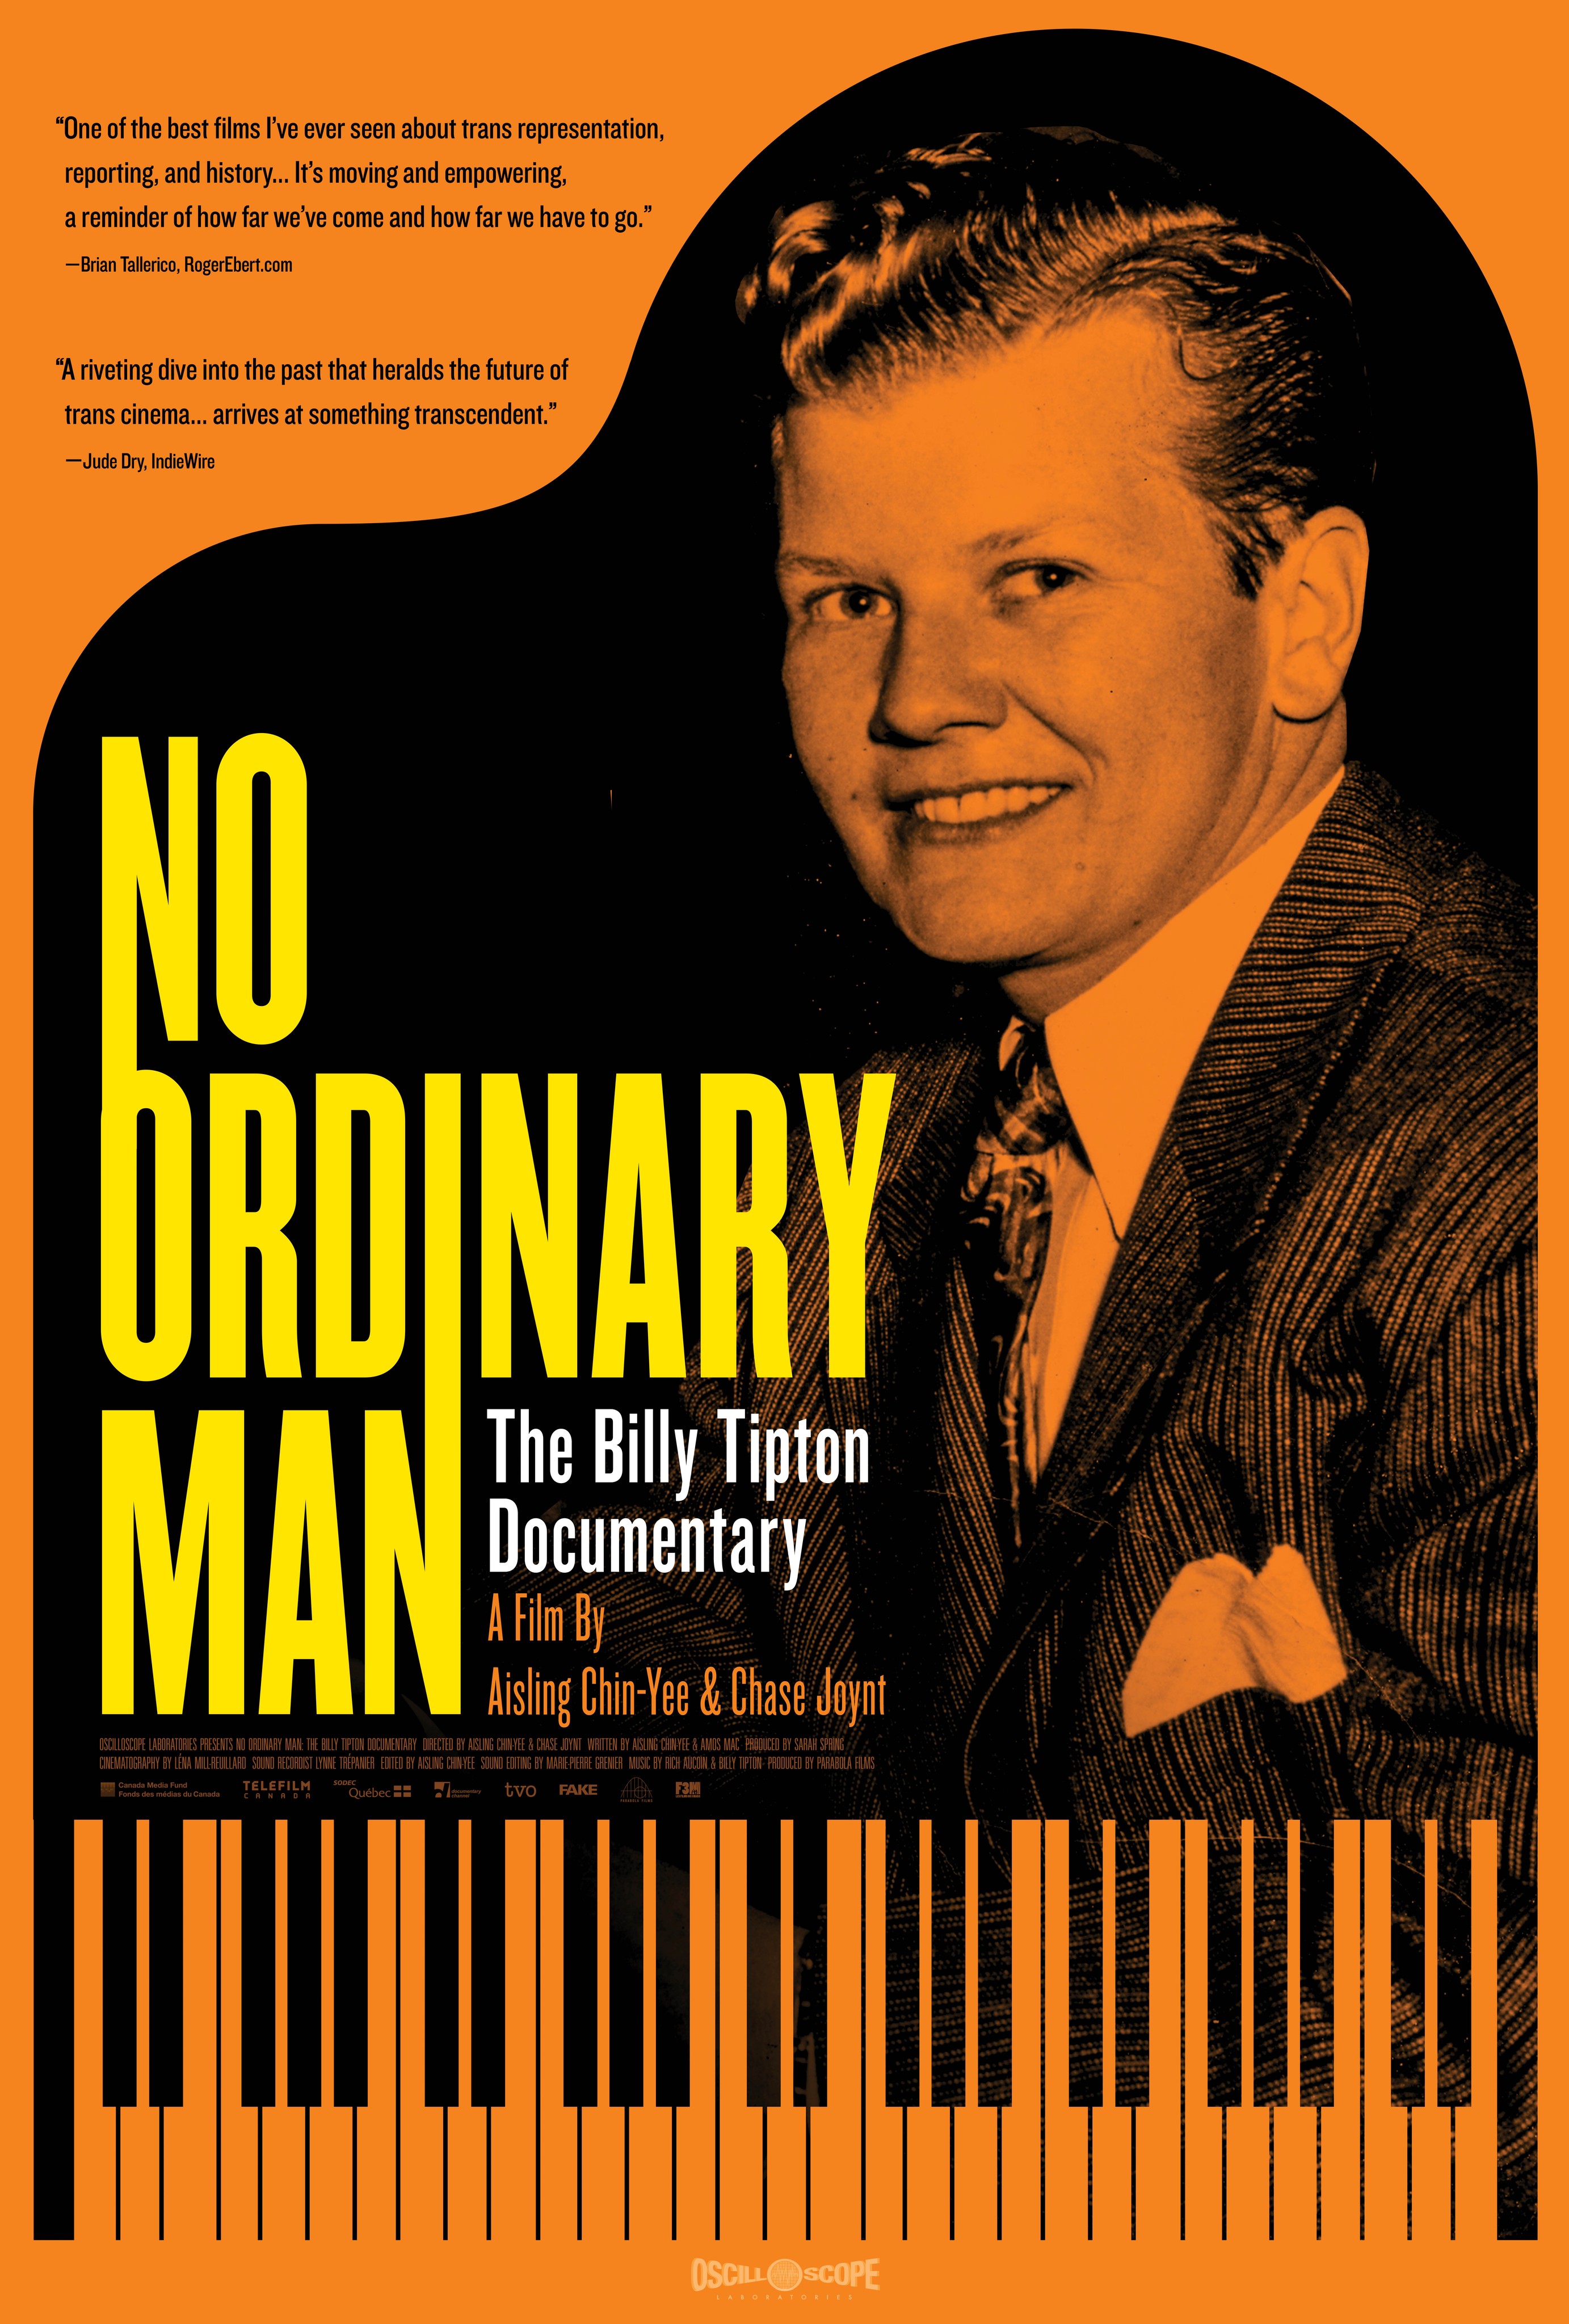 “One of the best films I’ve ever seen about trans representation,
reporting, and history... It’s moving and empowering,
a reminder of how far we’ve come and how far we have to go.”
—Brian Tallerico, RogerEbert.com
“A riveting dive into the past that heralds the future of
trans cinema... arrives at something transcendent.”
—Jude Dry, IndieWire
NO
ORDINARY
MAN
The Billy Tipton
Documentary
A Film By
Aisling Chin-Yee & Chase Joynt
OSCILLOSCOPE LABORATORIES PRESENTS NO ORDINARY MAN: THE BILLY TIPTON DOCUMENTARY DIRECTED BY AISLING CHIN-YEE & CHASE JOYNT WRITTEN BY AISLING CHIN-YEE & AMOS MAC PRODUCED BY SARAH SPRING
CINEMATOGRAPHY BY LÉNA MILL-REUILLARD SOUND RECORDIST LYNNE TRÉPANIER EDITED BY AISLING CHIN-YEE SOUND EDITING BY MARIE-PIERRE GRENIER MUSIC BY RICH AUCOIN & BILLY TIPTON PRODUCED BY PARABOLA FILMS
Canada Media Fund
Fonds des médias du Canada
TELEFILM
CANADA
SODEC
Québec
documentary
channel
tvo
FAKE
PARABOLA FILMS
F3M
OSCILLOSCOPE
LABORATORIES